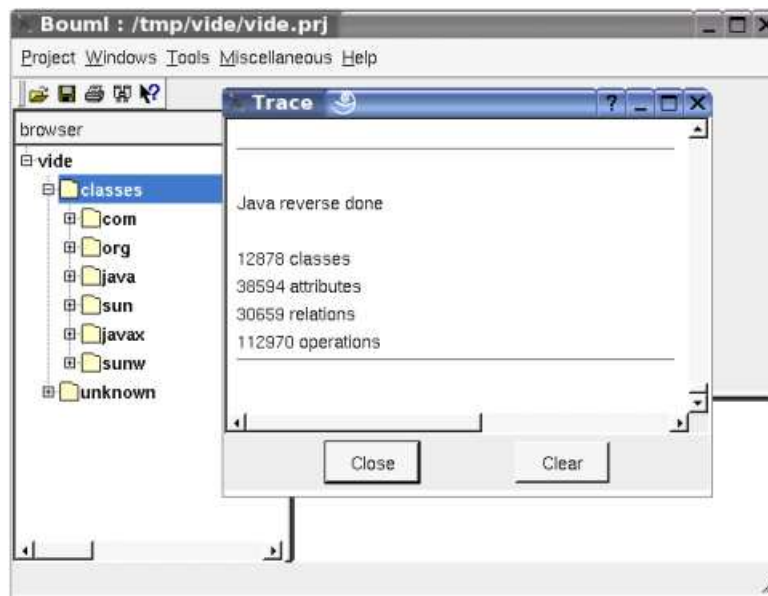 Bouml : /tmp/vide/vide.prj
Project Windows Tools Miscellaneous Help
browser
vide
classes
com
org
java
sun
javax
sunw
unknown
Trace
Java reverse done
12878 classes
38594 attributes
30659 relations
112970 operations
Close
Clear